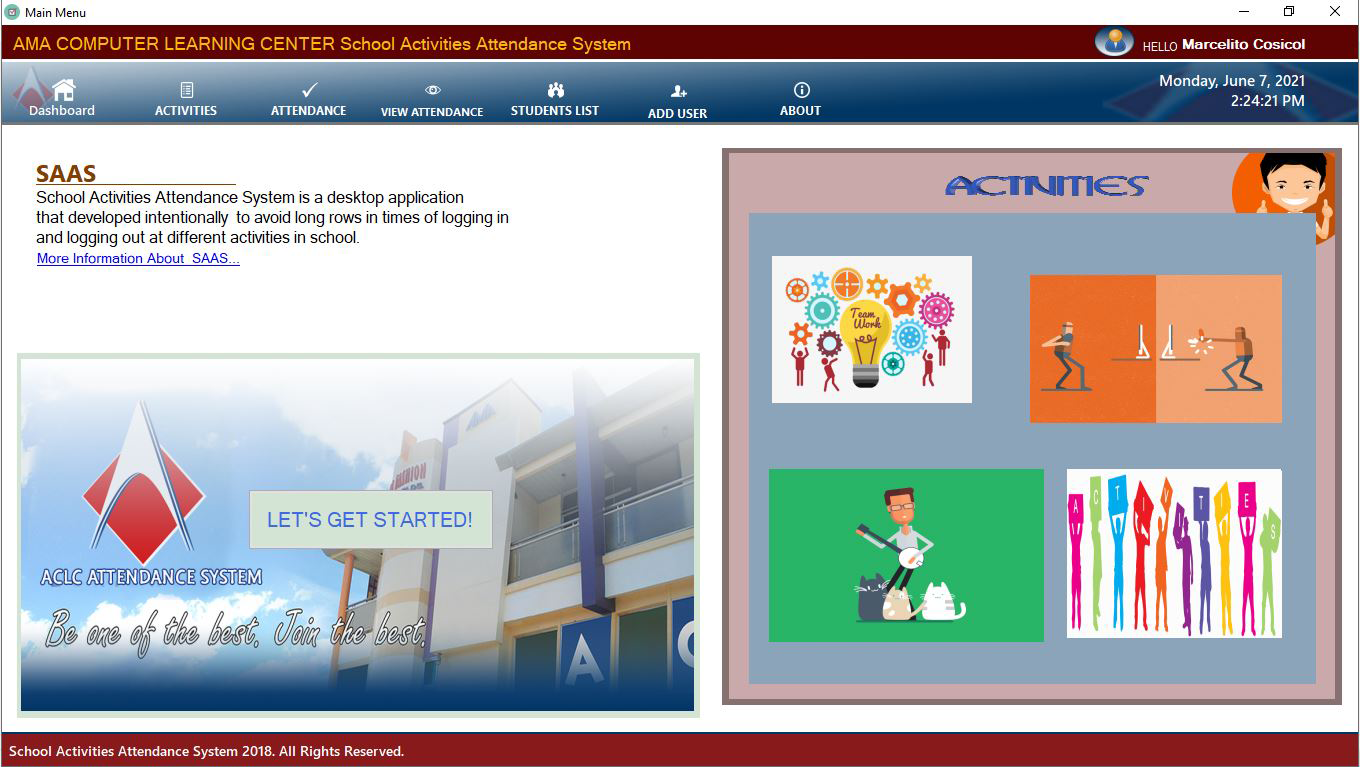 Main Menu
AMA COMPUTER LEARNING CENTER School Activities Attendance System
HELLO Marcelito Cosicol
Dashboard
ACTIVITIES
ATTENDANCE
VIEW ATTENDANCE
STUDENTS LIST
ADD USER
ABOUT
Monday, June 7, 2021
2:24:21 PM
SAAS
School Activities Attendance System is a desktop application
that developed intentionally to avoid long rows in times of logging in
and logging out at different activities in school.
More Information About SAAS...
AMA
LET'S GET STARTED!
ACLC ATTENDANCE SYSTEM
Be one of the best. Join the best.
A C
ACTIVITIES
Team
Work
ACTIVITIES
School Activities Attendance System 2018. All Rights Reserved.